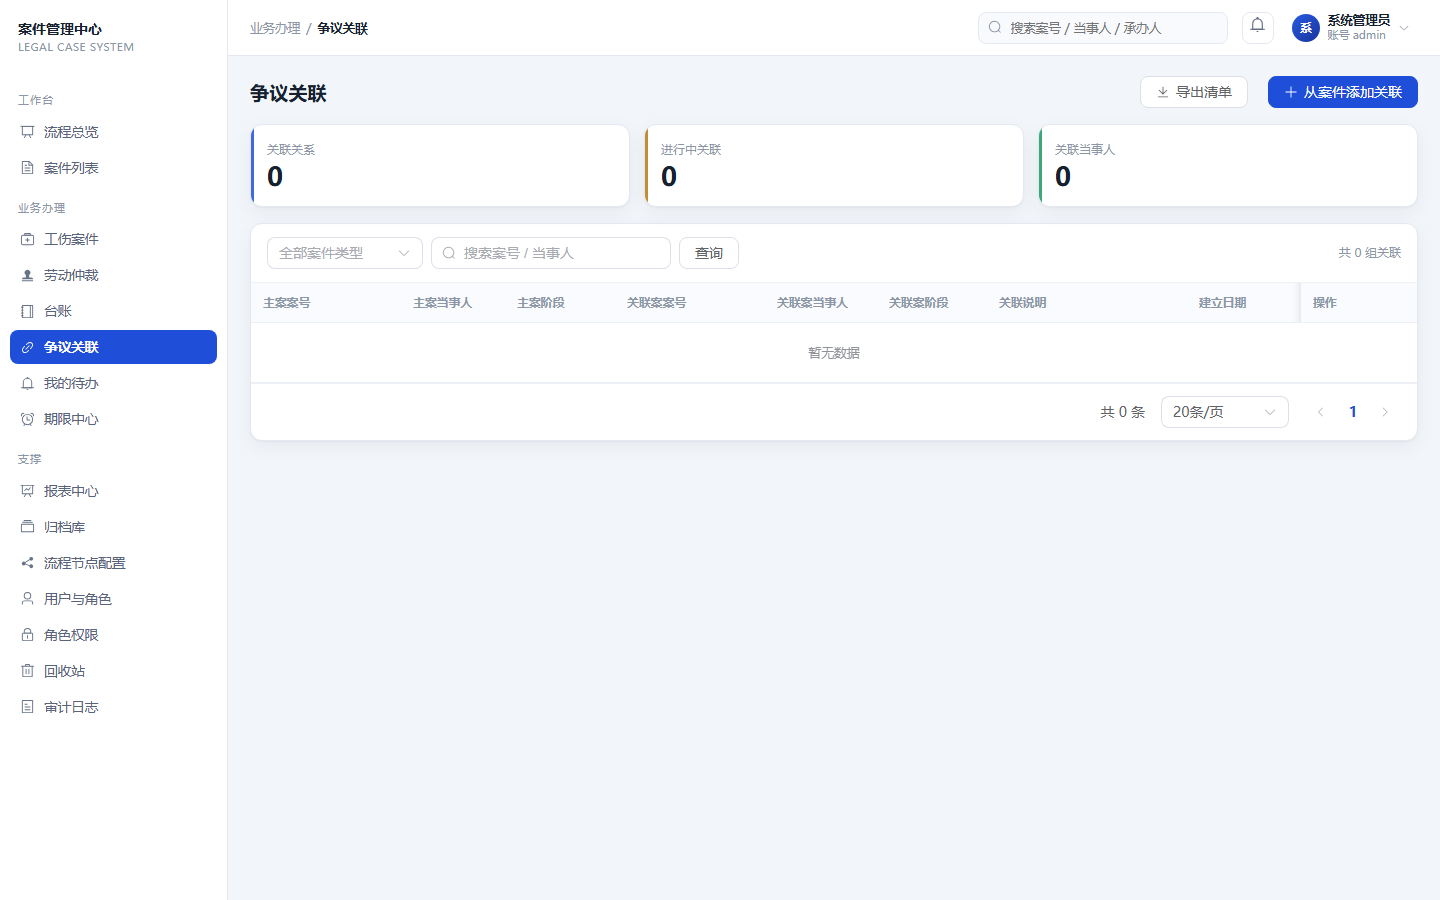 案件管理中心
LEGAL CASE SYSTEM
工作台
流程总览
案件列表
业务办理
工伤案件
劳动仲裁
台账
争议关联
我的待办
期限中心
支撑
报表中心
归档库
流程节点配置
用户与角色
角色权限
回收站
审计日志
业务办理 / 争议关联
搜索案号 / 当事人 / 承办人
系
系统管理员
账号 admin
争议关联
导出清单
从案件添加关联
关联关系
0
进行中关联
0
关联当事人
0
全部案件类型
搜索案号 / 当事人
查询
共 0 组关联
主案案号 主案当事人 主案阶段 关联案案号 关联案当事人 关联案阶段 关联说明 建立日期 操作
暂无数据
共 0 条 20条/页 1